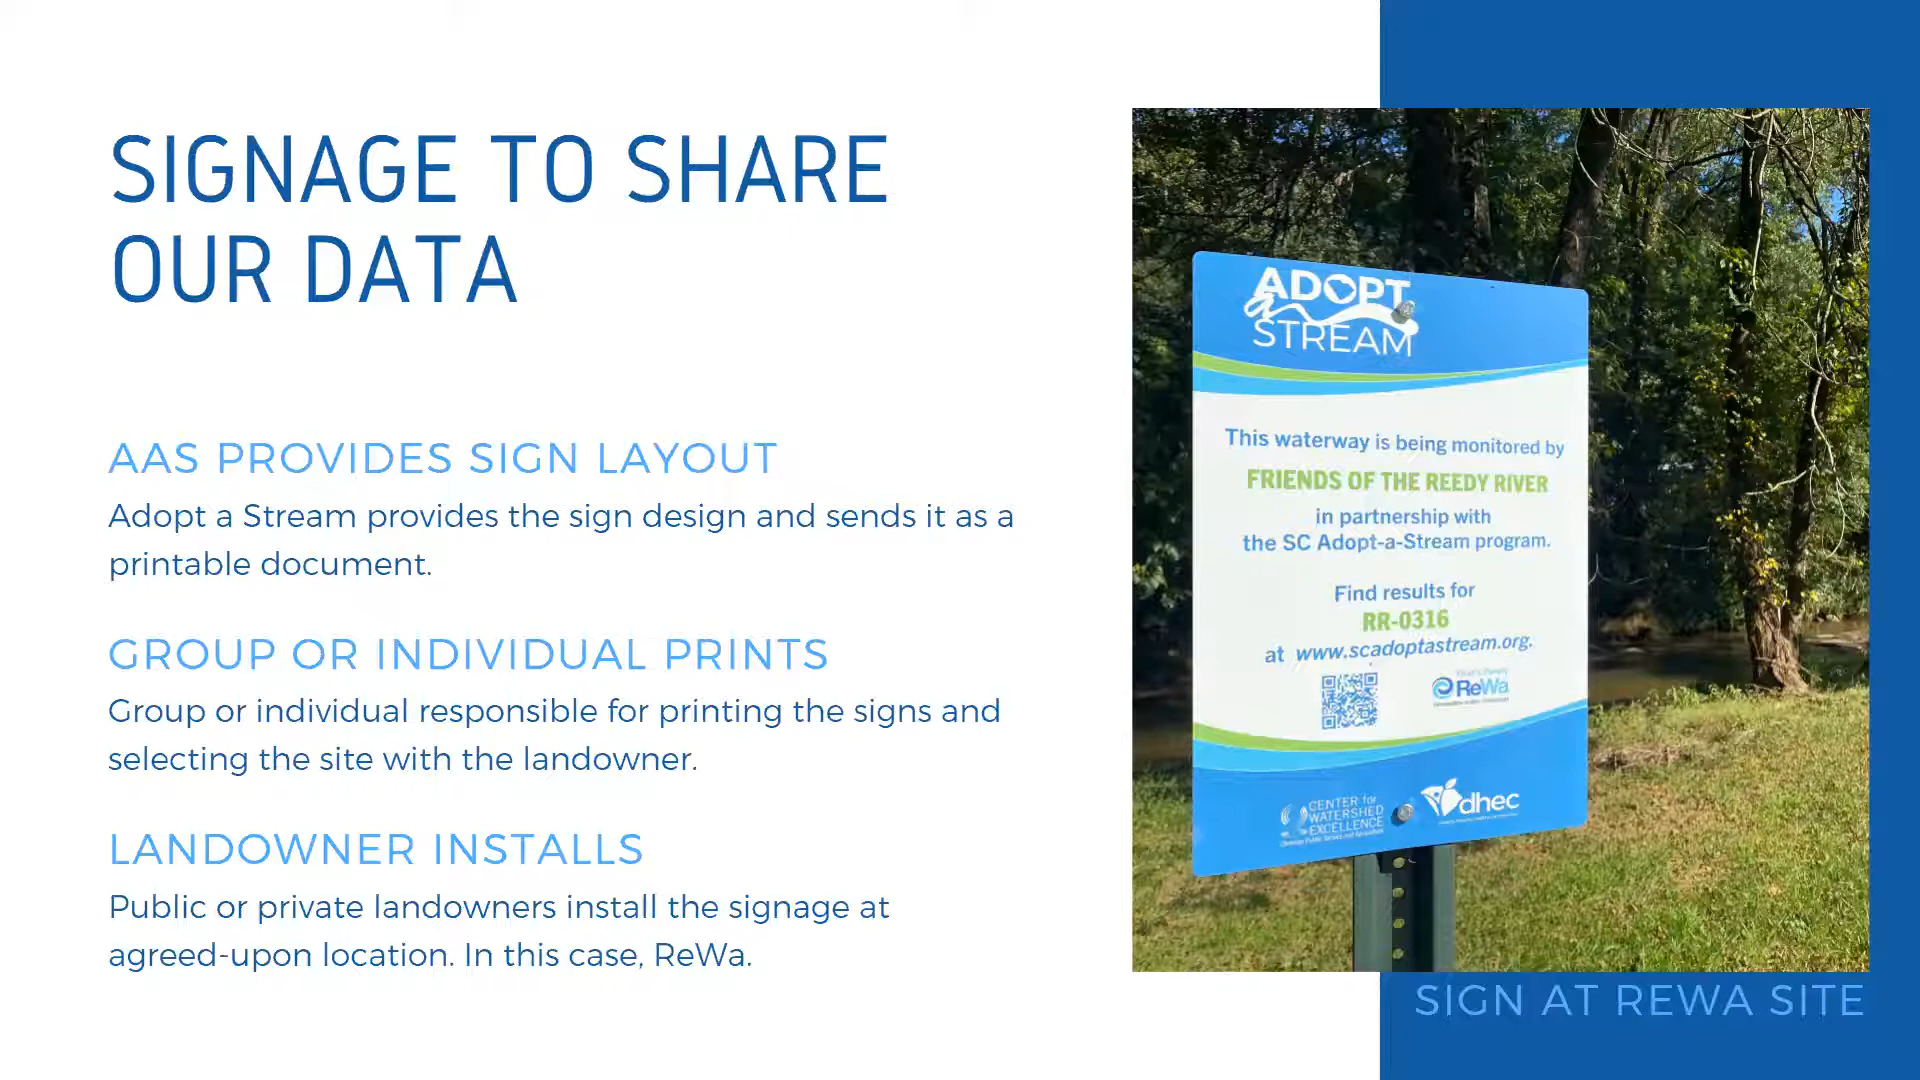 SIGNAGE TO SHARE
OUR DATA
AAS PROVIDES SIGN LAYOUT
Adopt a Stream provides the sign design and sends it as a
printable document.
GROUP OR INDIVIDUAL PRINTS
Group or individual responsible for printing the signs and
selecting the site with the landowner.
LANDOWNER INSTALLS
Public or private landowners install the signage at
agreed-upon location. In this case, ReWa.
ADOPT
a
STREAM
This waterway is being monitored by
FRIENDS OF THE REEDY RIVER
in partnership with
the SC Adopt-a-Stream program.
Find results for
RR-0316
at www.scadoptastream.org.
ReWa
CENTER for
WATERSHED
EXCELLENCE
dhec
SIGN AT REWA SITE